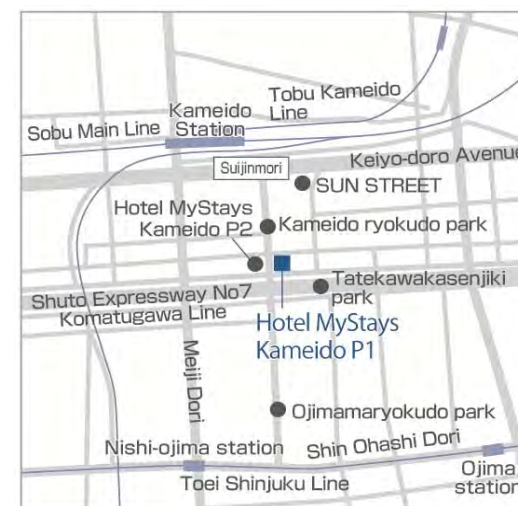 Tobu Kameido
Line
Kameido
Station
Sobu Main Line
Suijinmori
Keiyo-doro Avenue
SUN STREET
Hotel MyStays
Kameido P2
Kameido ryokudo park
Shuto Expressway No7
Komatugawa Line
Tatekawakasenjiki
park
Hotel MyStays
Kameido P1
Meiji Dori
Ojimamaryokudo park
Nishi-ojima station
Shin Ohashi Dori
Toei Shinjuku Line
Ojima
station